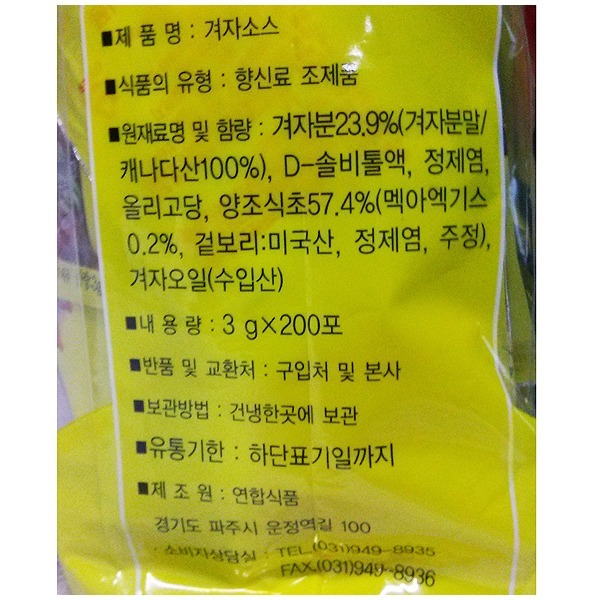 ■제 품 명 : 겨자소스
■식품의 유형 : 향신료 조제품
■원재료명 및 함량 : 겨자분23.9%(겨자분말/
캐나다산100%), D-솔비톨액, 정제염,
올리고당, 양조식초57.4%(멕아엑기스
0.2%, 겉보리:미국산, 정제염, 주정),
겨자오일(수입산)
■내 용 량 : 3 g×200포
■반품 및 교환처 : 구입처 및 본사
■보관방법 : 건냉한곳에 보관
■유통기한 : 하단표기일까지
■제 조 원 : 연합식품
경기도 파주시 운정역길 100
· 소비자상담실 : TEL.(031)949-8935
FAX.(031)949-8936